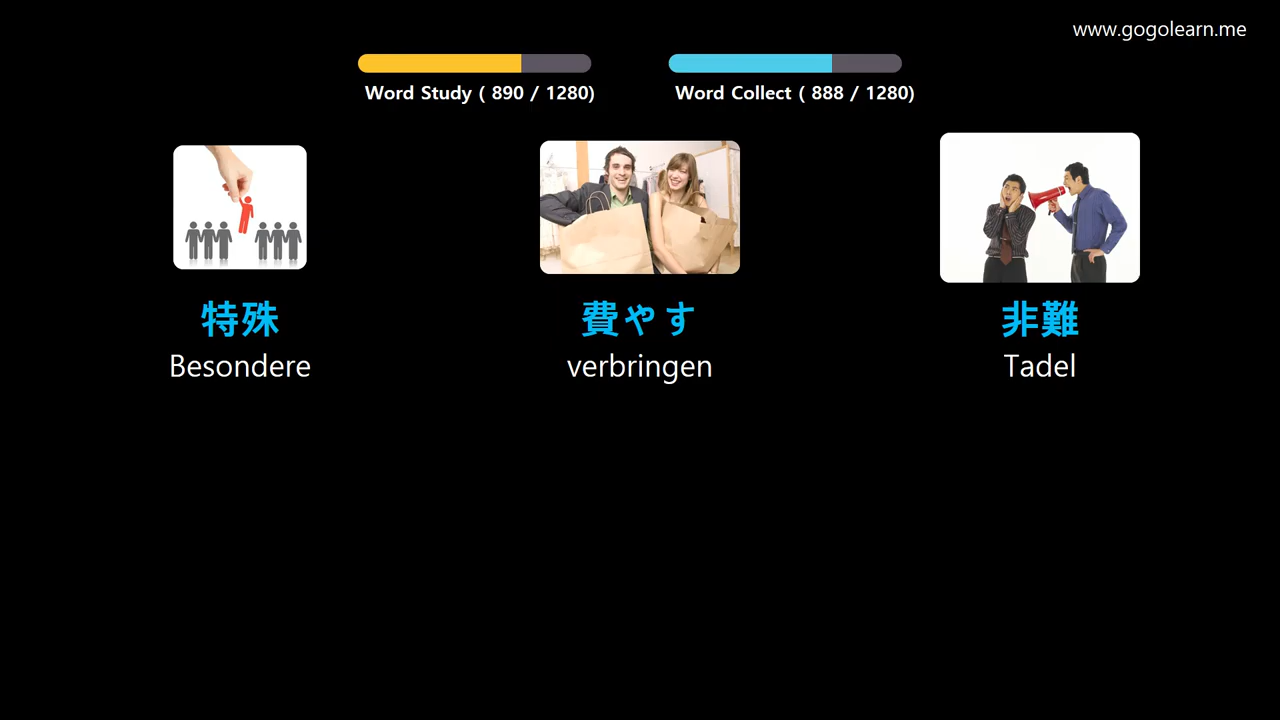 www.gogolearn.me
Word Study ( 890 / 1280)
Word Collect ( 888 / 1280)
特殊
Besondere
費やす
verbringen
非難
Tadel